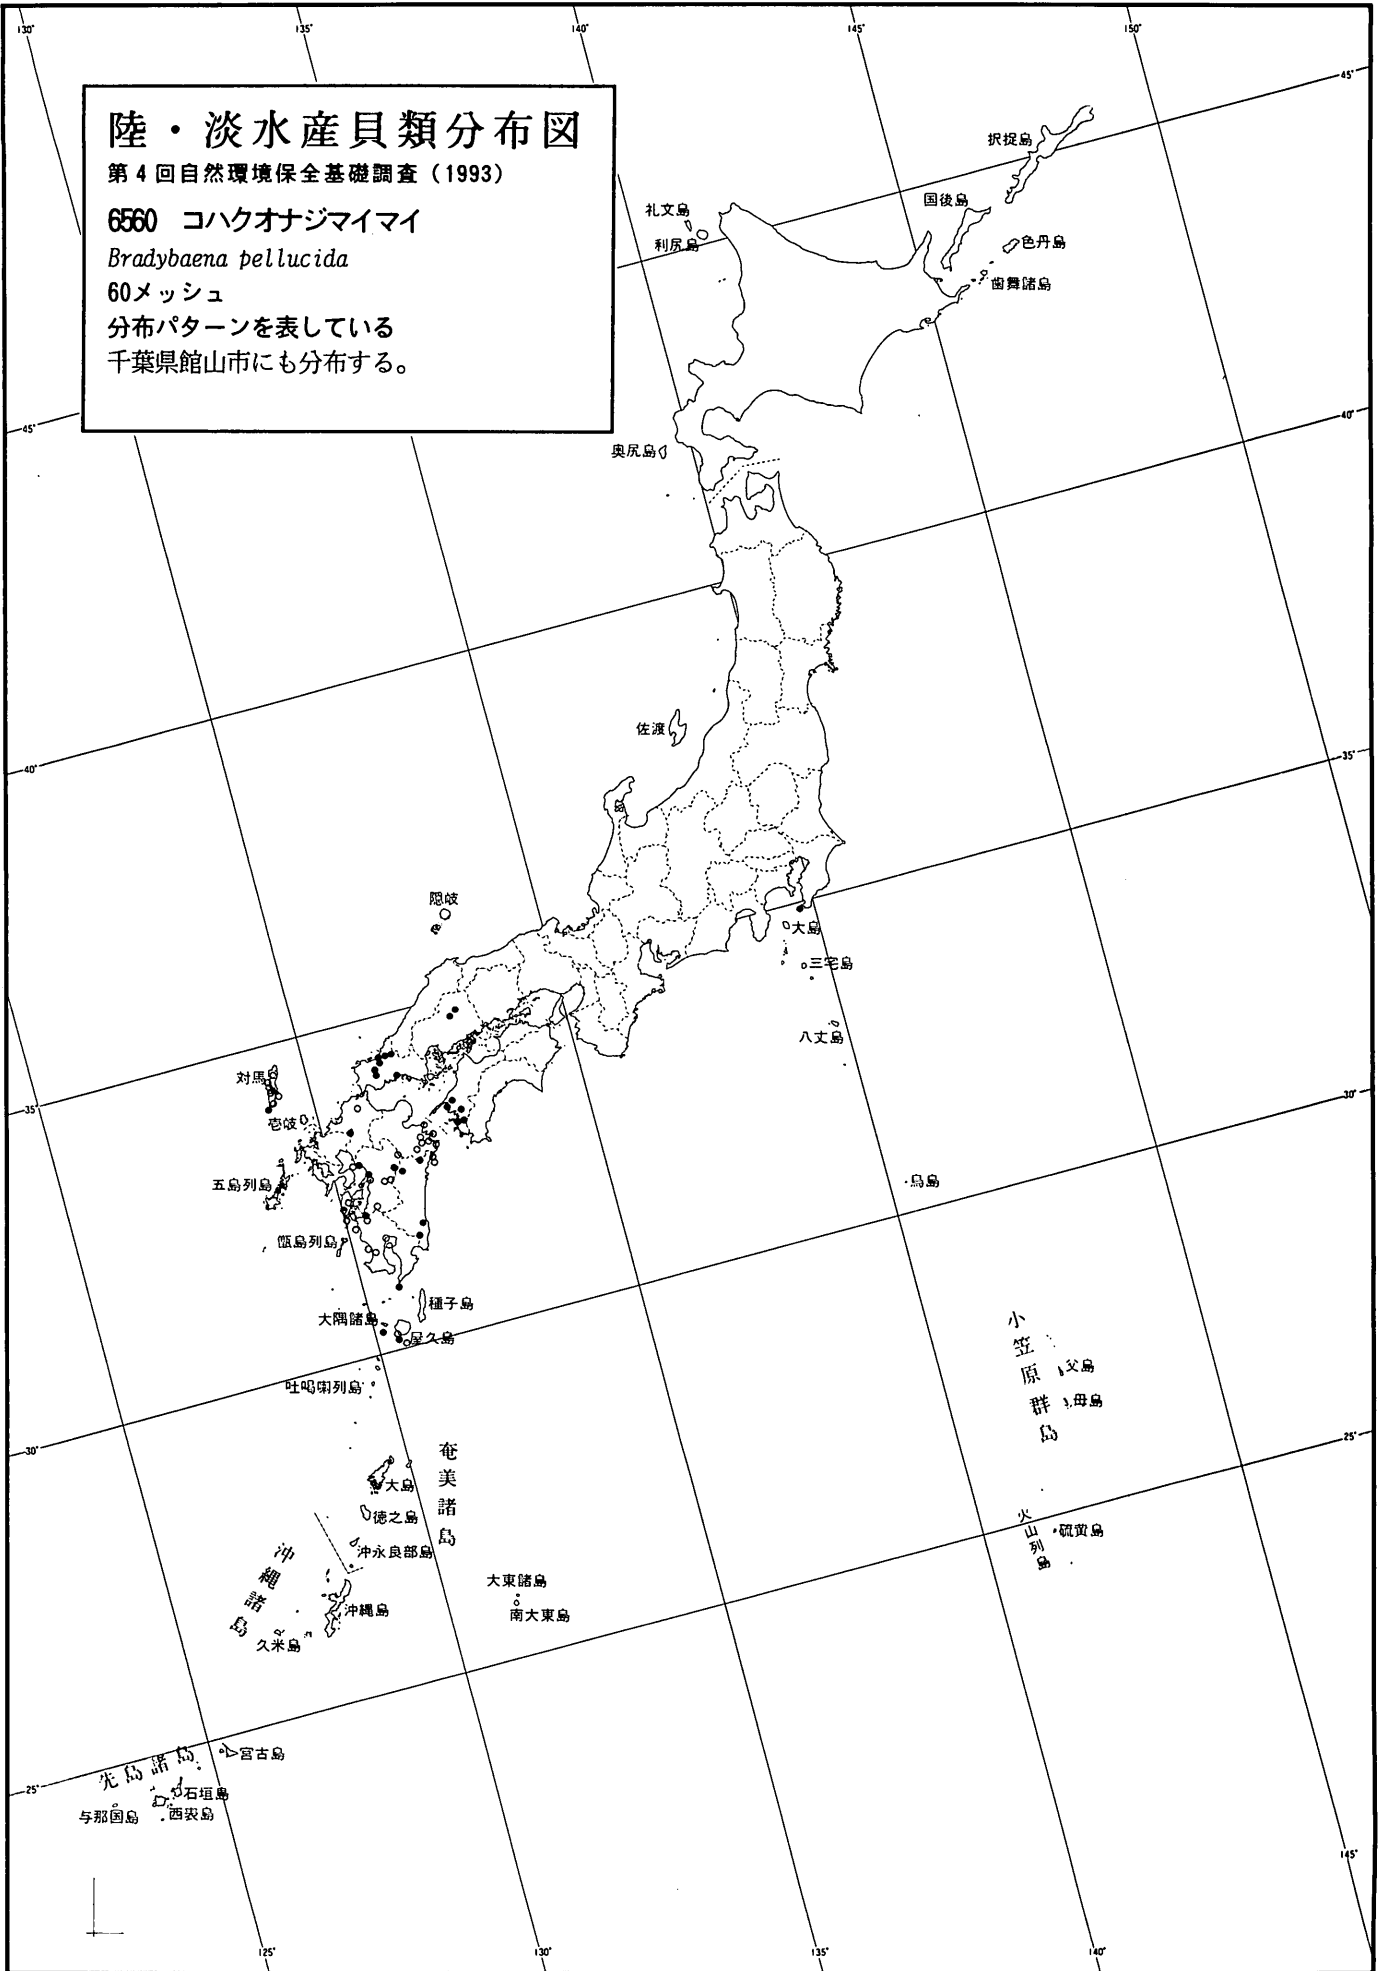 130°
135°
140°
145°
150°
45°
陸・淡水産貝類分布図
第4回自然環境保全基礎調査(1993)
6560 コハクオナジマイマイ
Bradybaena pellucida
60メッシュ
分布パターンを表している
千葉県館山市にも分布する。
択捉島
国後島
色丹島
歯舞諸島
礼文島
利尻島
45°
40°
奥尻島
佐渡
40°
35°
隠岐
大島
三宅島
八丈島
対馬
35°
壱岐
30°
五島列島
鳥島
甑島列島
種子島
大隅諸島
屋久島
吐喝喇列島
小笠原群島
父島
母島
30°
25°
奄美諸島
大島
徳之島
沖永良部島
沖縄諸島
沖縄島
久米島
大東諸島
南大東島
火山列島
硫黄島
先島諸島
宮古島
25°
石垣島
西表島
与那国島
145°
125°
130°
135°
140°